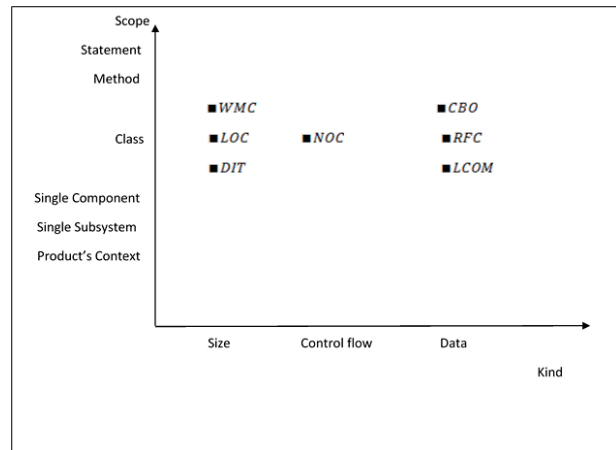 Scope
Statement
Method
■ WMC ■ CBO
Class ■ LOC ■ NOC ■ RFC
■ DIT ■ LCOM
Single Component
Single Subsystem
Product’s Context
Size Control flow Data
Kind